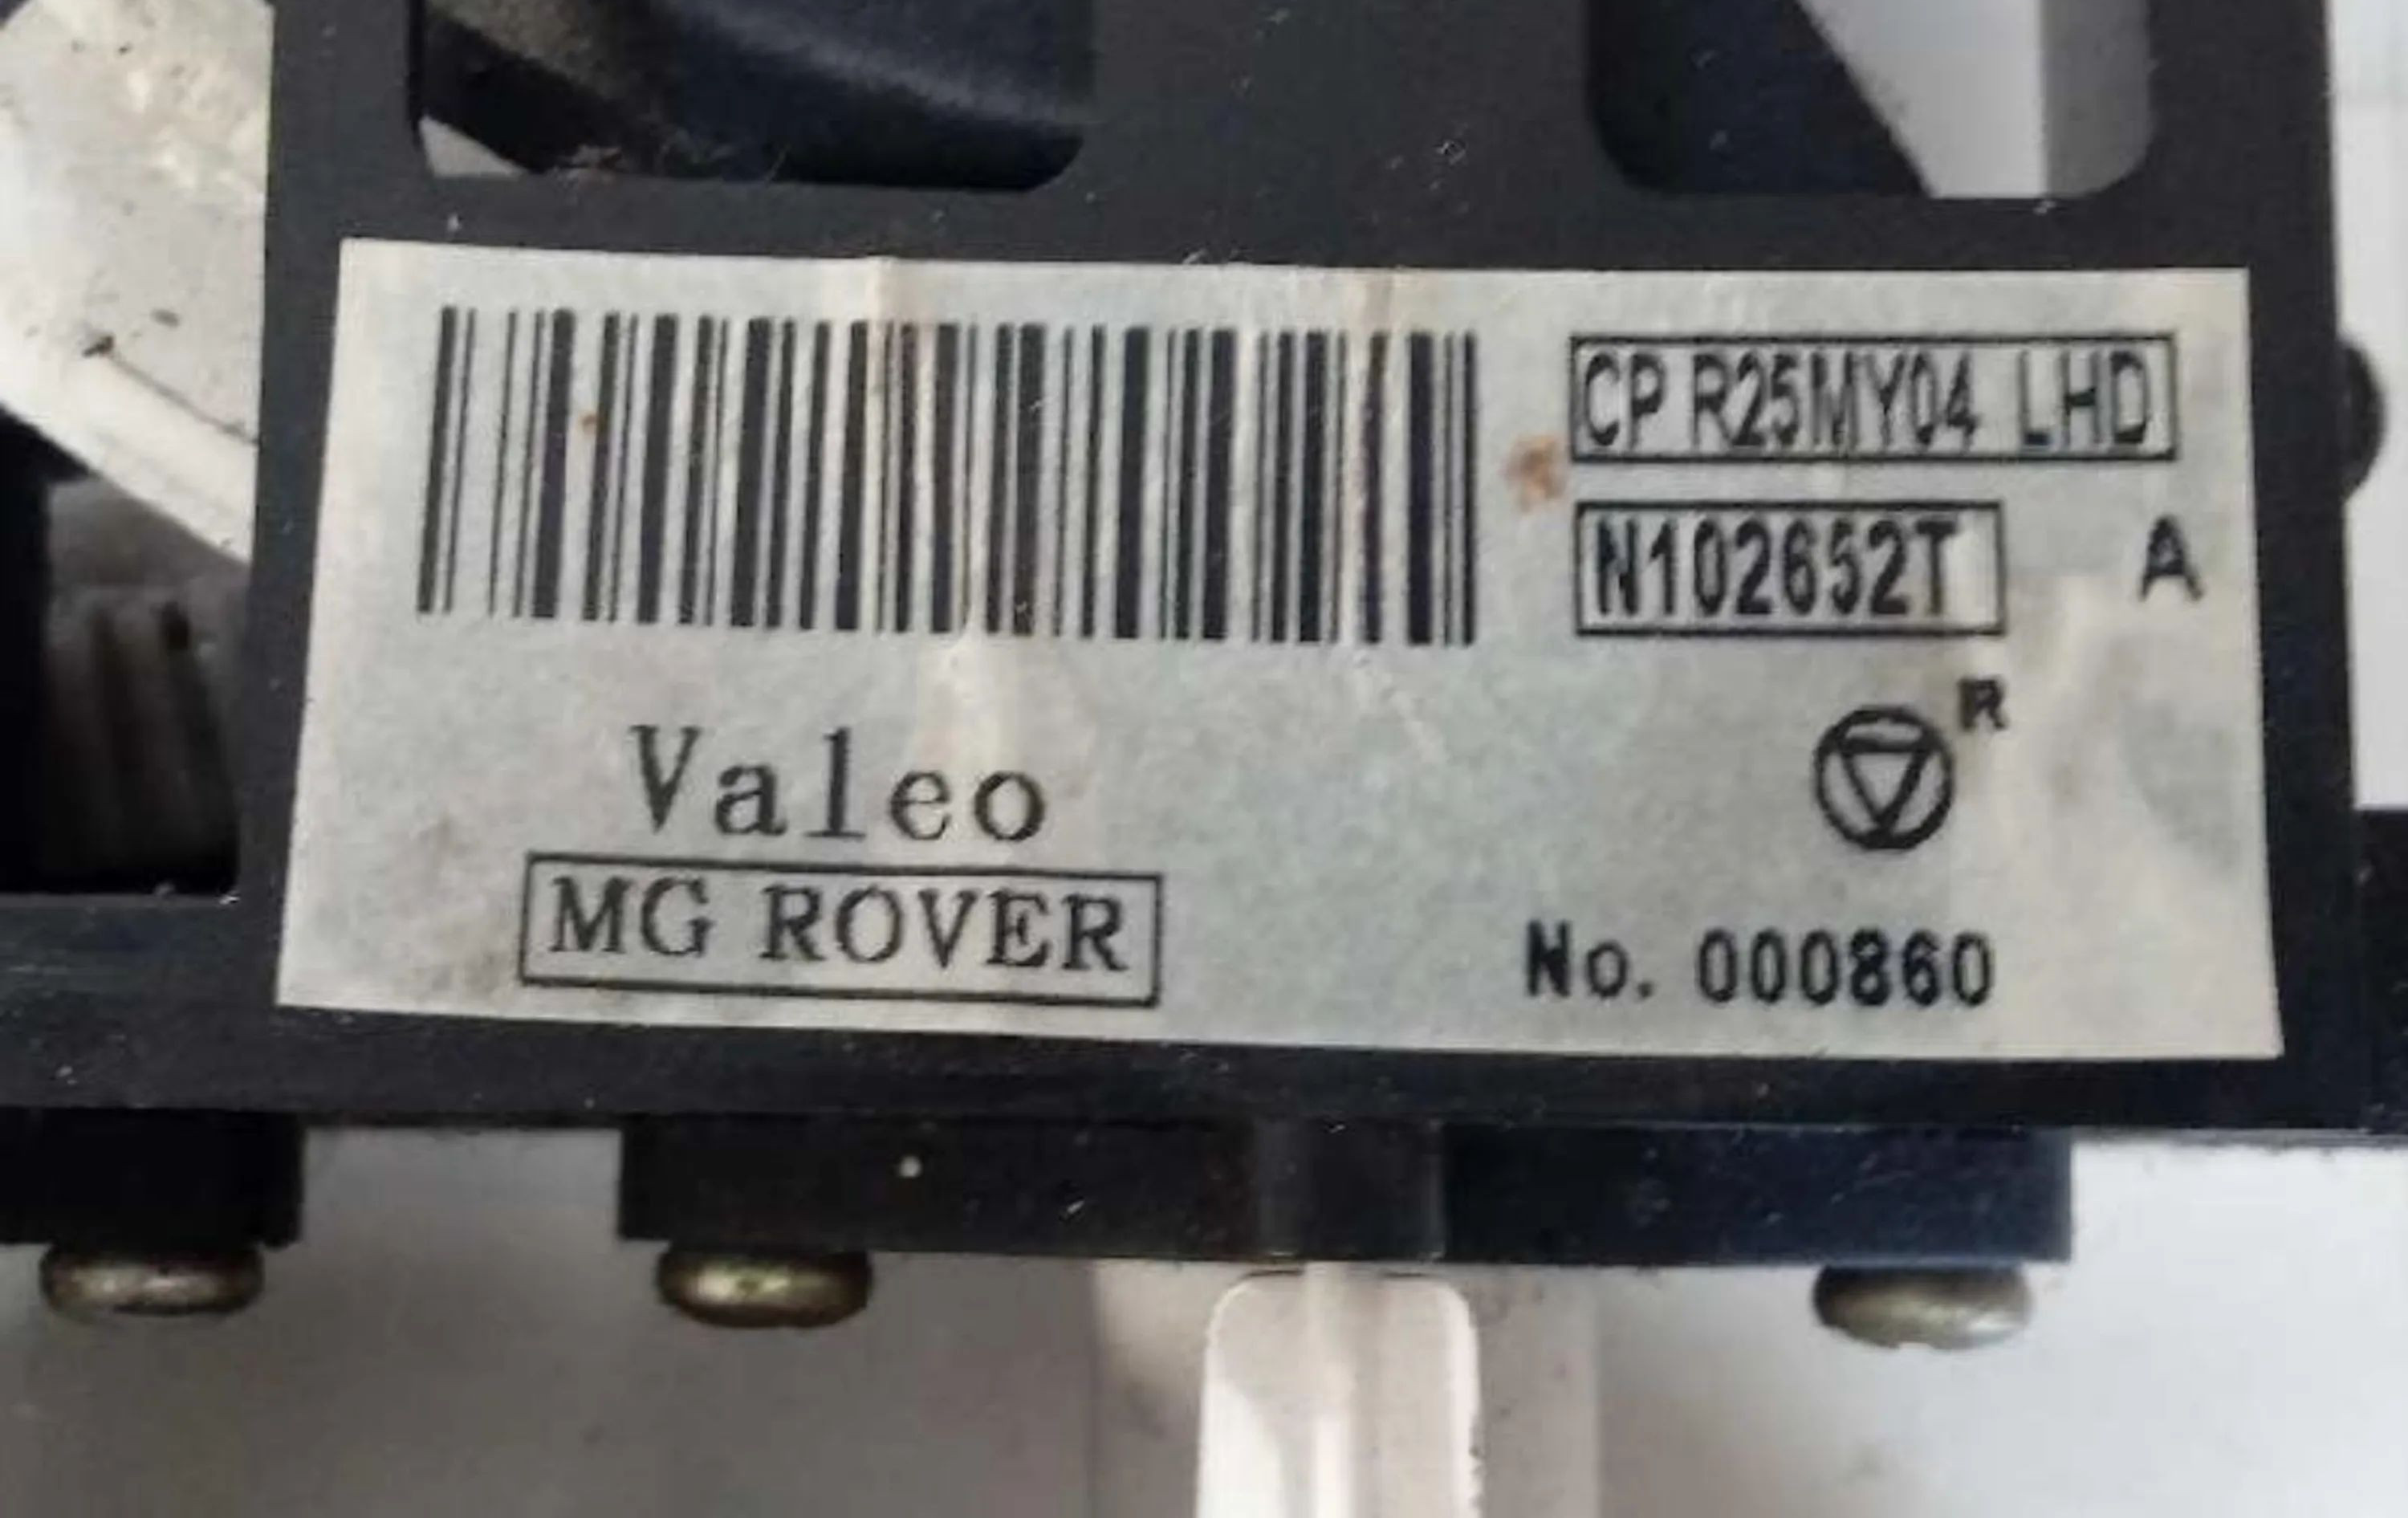 CP R25MY04 LHD
N102652T A
R
Valeo
MG ROVER
No. 000860